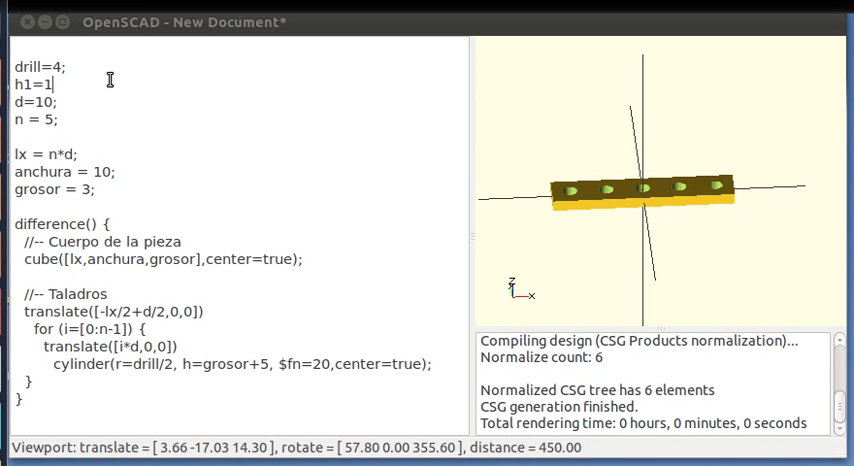 OpenSCAD - New Document*
drill=4;
h1=1
d=10;
n = 5;
lx = n*d;
anchura = 10;
grosor = 3;
difference() {
//-- Cuerpo de la pieza
cube([lx,anchura,grosor],center=true);
//-- Taladros
translate([-lx/2+d/2,0,0])
for (i=[0:n-1]) {
translate([i*d,0,0])
cylinder(r=drill/2, h=grosor+5, $fn=20,center=true);
}
}
Z
x
Compiling design (CSG Products normalization)...
Normalize count: 6
Normalized CSG tree has 6 elements
CSG generation finished.
Total rendering time: 0 hours, 0 minutes, 0 seconds
Viewport: translate = [ 3.66 -17.03 14.30 ], rotate = [ 57.80 0.00 355.60 ], distance = 450.00